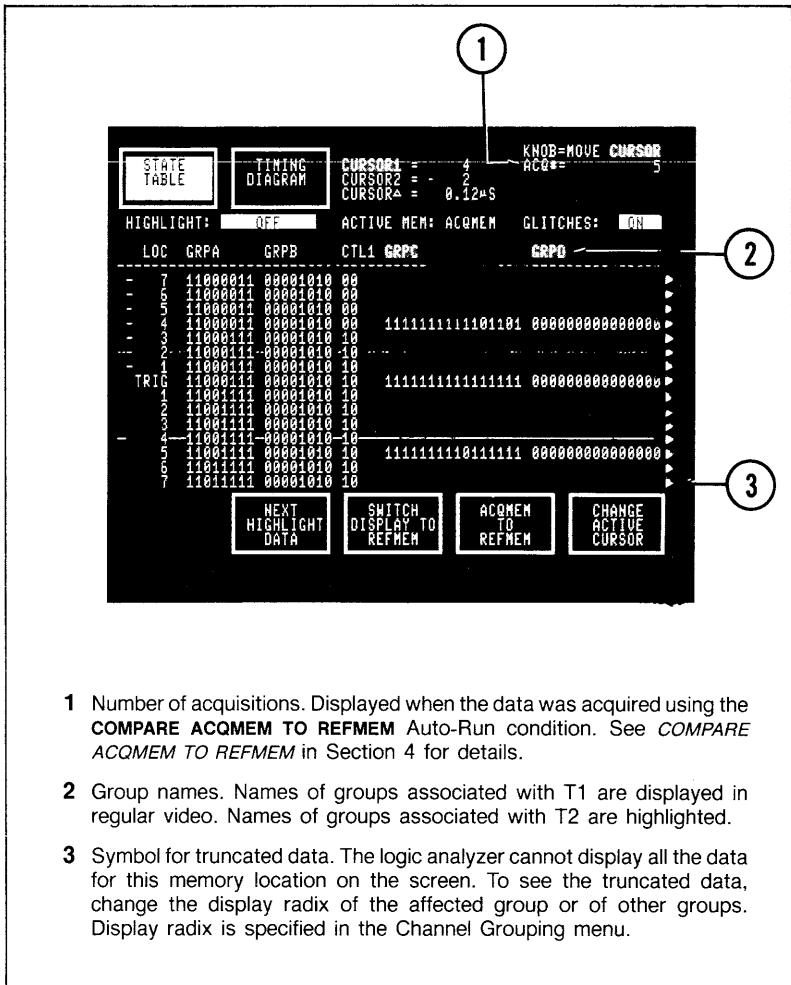 1
STATE TABLE
TIMING DIAGRAM
CURSOR1 = 4
CURSOR2 = - 2
CURSOR△ = 0.12µS
KNOB=MOVE CURSOR
ACQ#= 5
HIGHLIGHT: OFF ACTIVE MEM: ACQMEM GLITCHES: ON
LOC GRPA GRPB CTL1 GRPC GRPD
2
- 7 11000011 00001010 00
- 6 11000011 00001010 00
- 5 11000011 00001010 00
- 4 11000011 00001010 00 1111111111101101 000000000000000
- 3 11000111 00001010 10
- 2 11000111 00001010 10
- 1 11000111 00001010 10
TRIG 11000111 00001010 10 1111111111111111 000000000000000
1 11001111 00001010 10
2 11001111 00001010 10
3 11001111 00001010 10
4 11001111 00001010 10
5 11001111 00001010 10 1111111110111111 000000000000000
6 11011111 00001010 10
7 11011111 00001010 10
3
NEXT HIGHLIGHT DATA
SWITCH DISPLAY TO REFMEM
ACQMEM TO REFMEM
CHANGE ACTIVE CURSOR
1 Number of acquisitions. Displayed when the data was acquired using the
COMPARE ACQMEM TO REFMEM Auto-Run condition. See COMPARE
ACQMEM TO REFMEM in Section 4 for details.
2 Group names. Names of groups associated with T1 are displayed in
regular video. Names of groups associated with T2 are highlighted.
3 Symbol for truncated data. The logic analyzer cannot display all the data
for this memory location on the screen. To see the truncated data,
change the display radix of the affected group or of other groups.
Display radix is specified in the Channel Grouping menu.